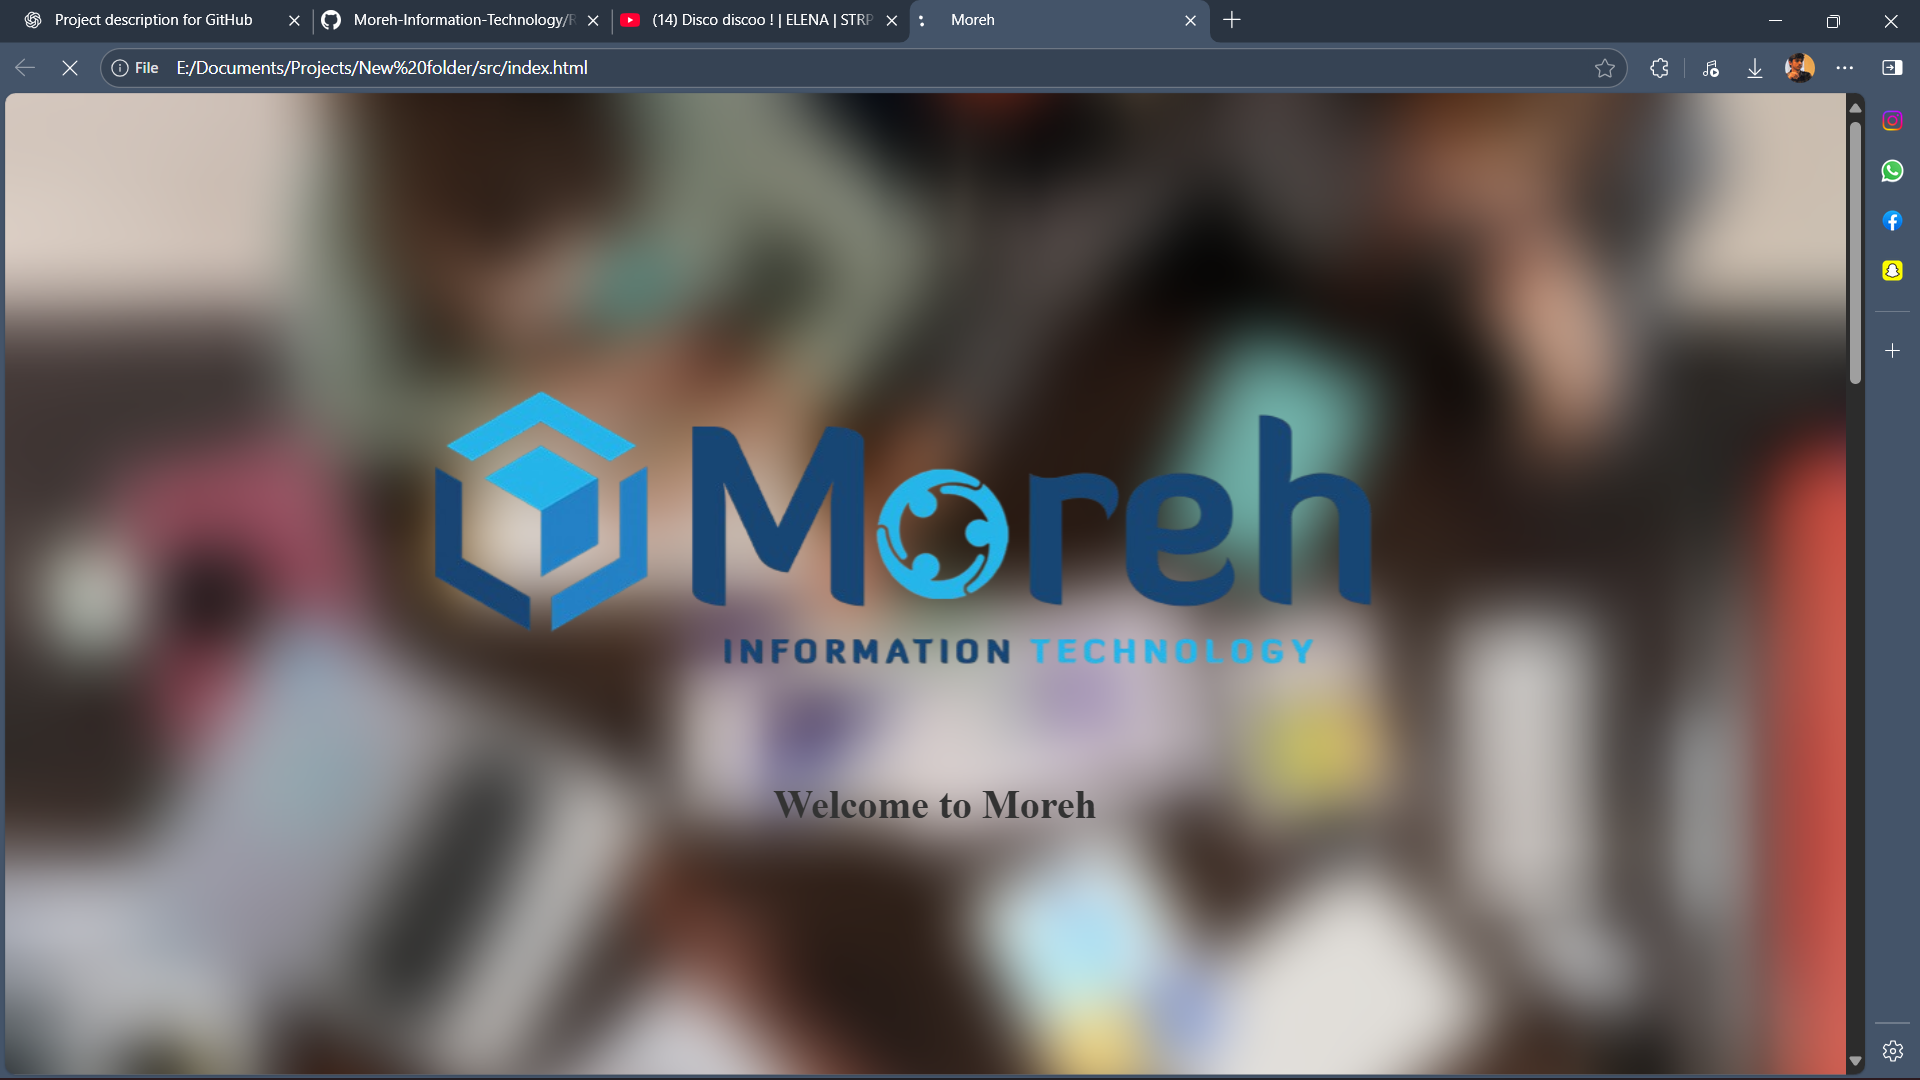 Project description for GitHub
Moreh-Information-Technology/R
(14) Disco discoo ! | ELENA | STRP
Moreh
File E:/Documents/Projects/New%20folder/src/index.html
Moreh
INFORMATION TECHNOLOGY
Welcome to Moreh